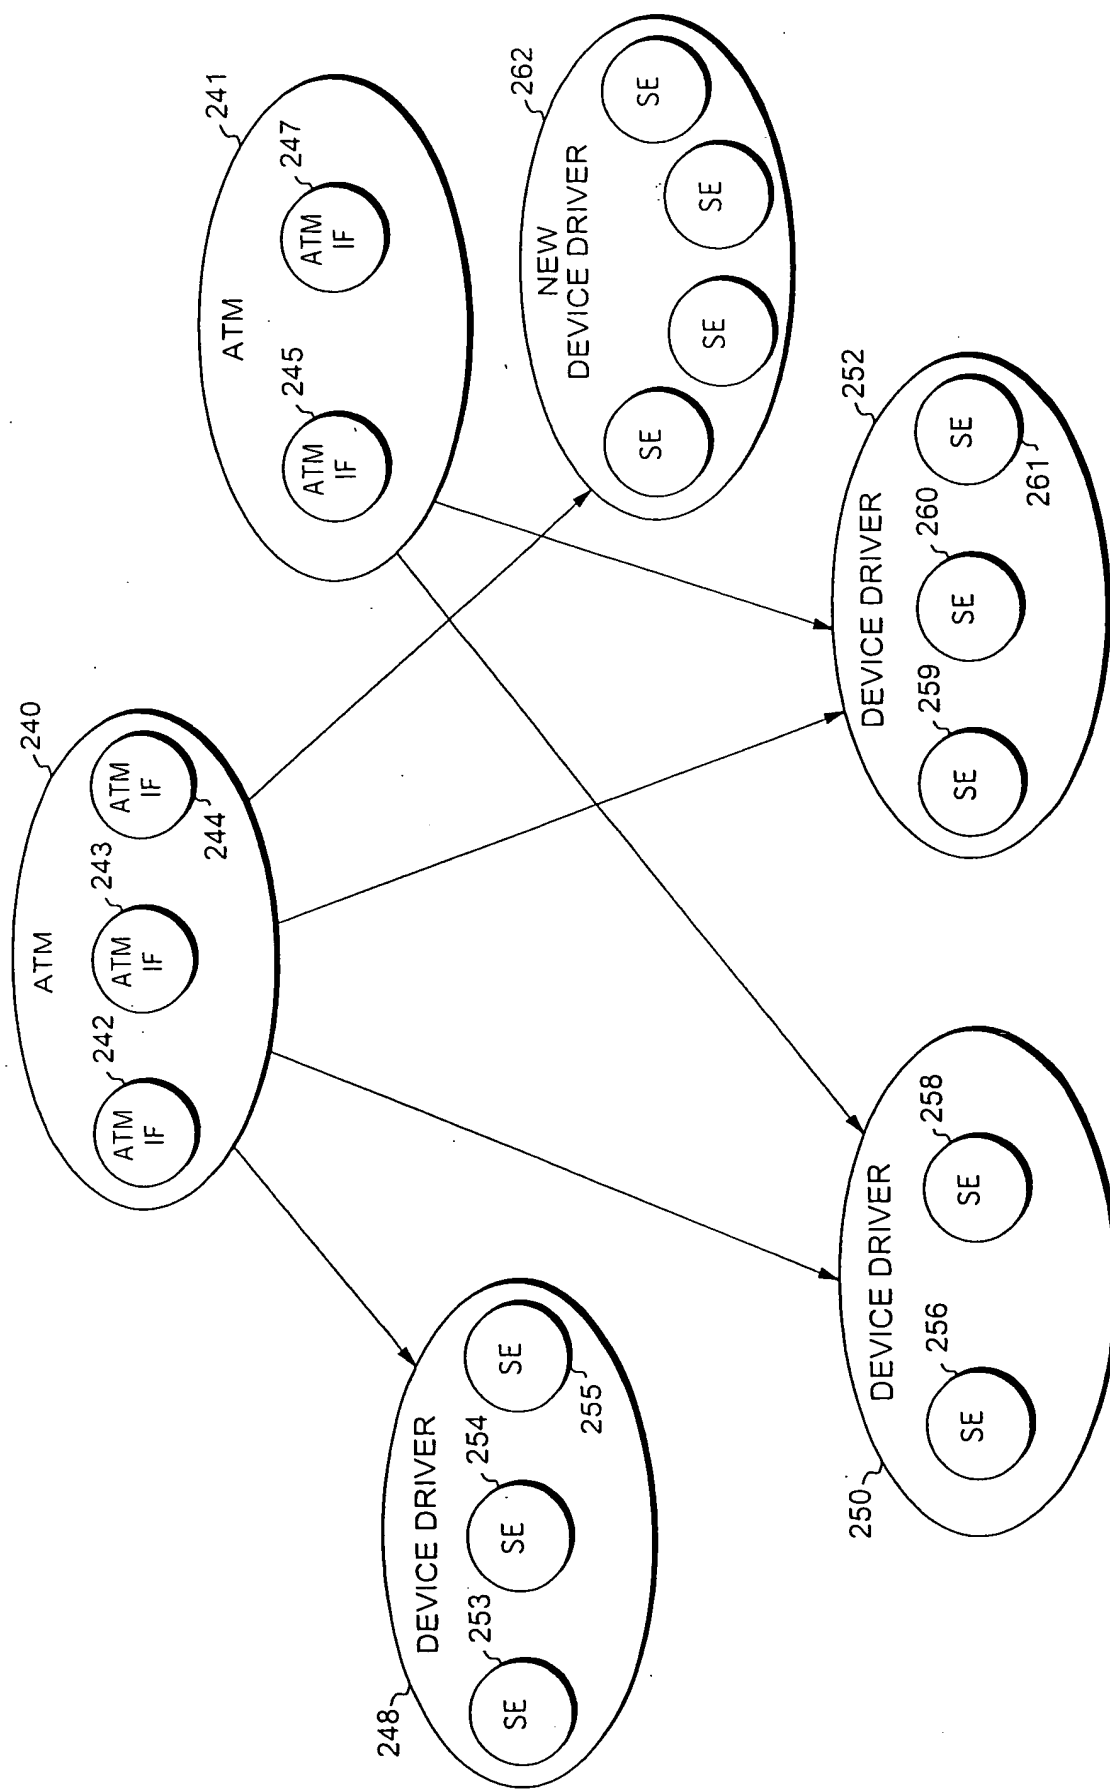 ATM
240
ATM
IF
242
ATM
IF
243
ATM
IF
244
ATM
241
ATM
IF
245
ATM
IF
247
DEVICE DRIVER
248
SE
253
SE
254
SE
255
DEVICE DRIVER
250
SE
256
SE
258
DEVICE DRIVER
252
SE
259
SE
260
SE
261
NEW
DEVICE DRIVER
262
SE
SE
SE
SE